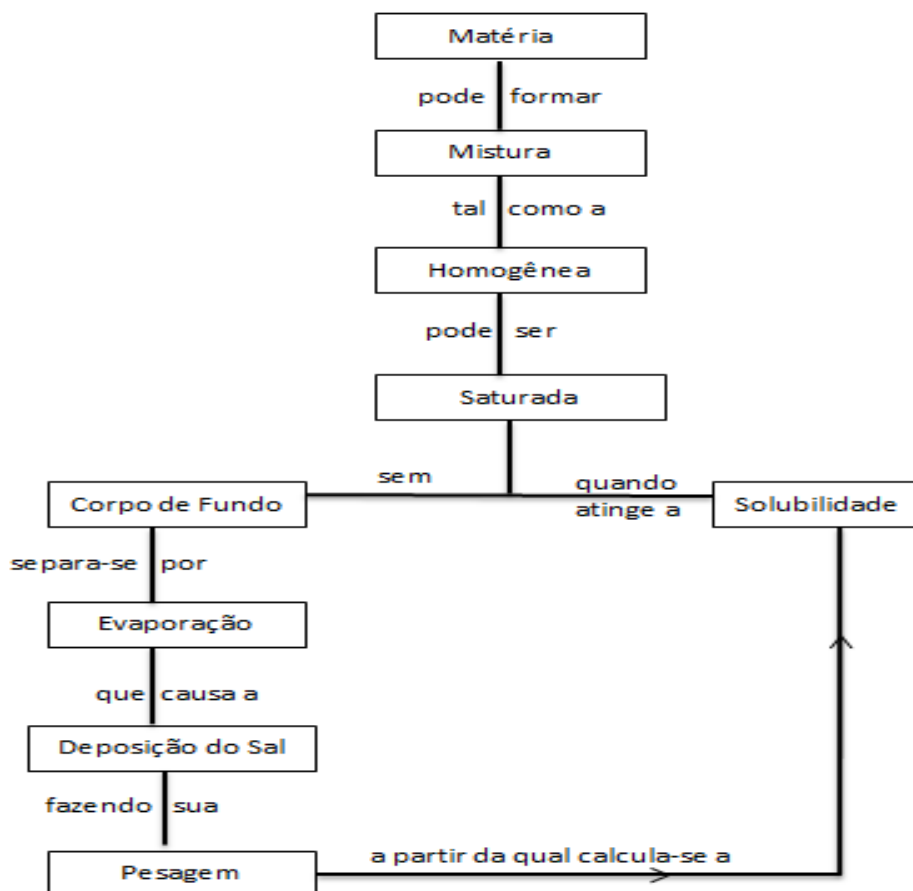 Matéria
pode formar
Mistura
tal como a
Homogênea
pode ser
Saturada
sem
quando
atinge a
Corpo de Fundo
Solubilidade
separa-se por
Evaporação
que causa a
Deposição do Sal
fazendo sua
Pesagem
a partir da qual calcula-se a